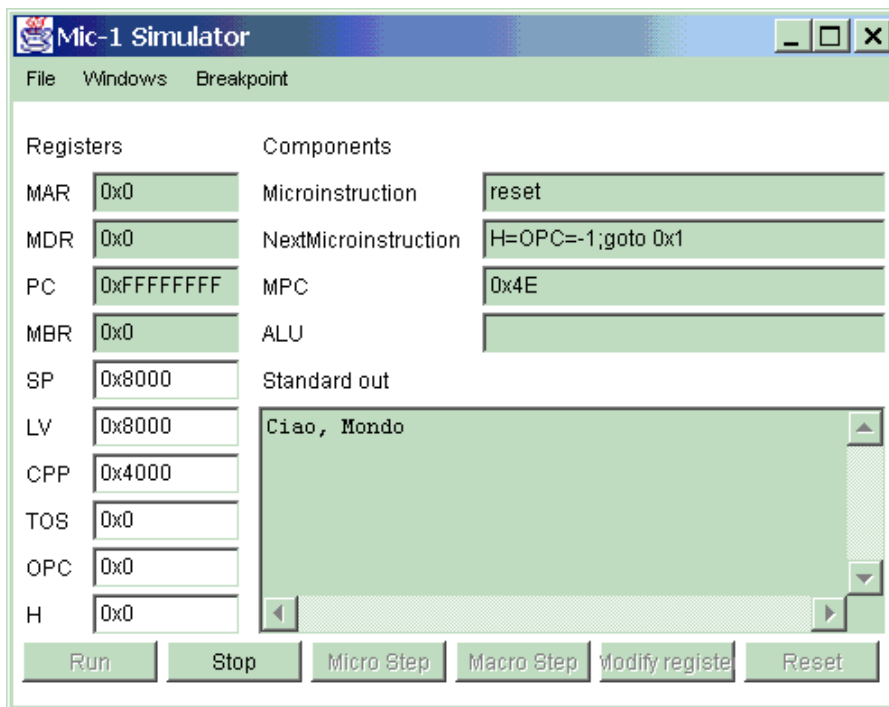 Mic-1 Simulator
File Windows Breakpoint
Registers Components
MAR 0x0 Microinstruction reset
MDR 0x0 NextMicroinstruction H=OPC=-1;goto 0x1
PC 0xFFFFFFFF MPC 0x4E
MBR 0x0 ALU
SP 0x8000 Standard out
LV 0x8000 Ciao, Mondo
CPP 0x4000
TOS 0x0
OPC 0x0
H 0x0
Run Stop Micro Step Macro Step Modify register Reset